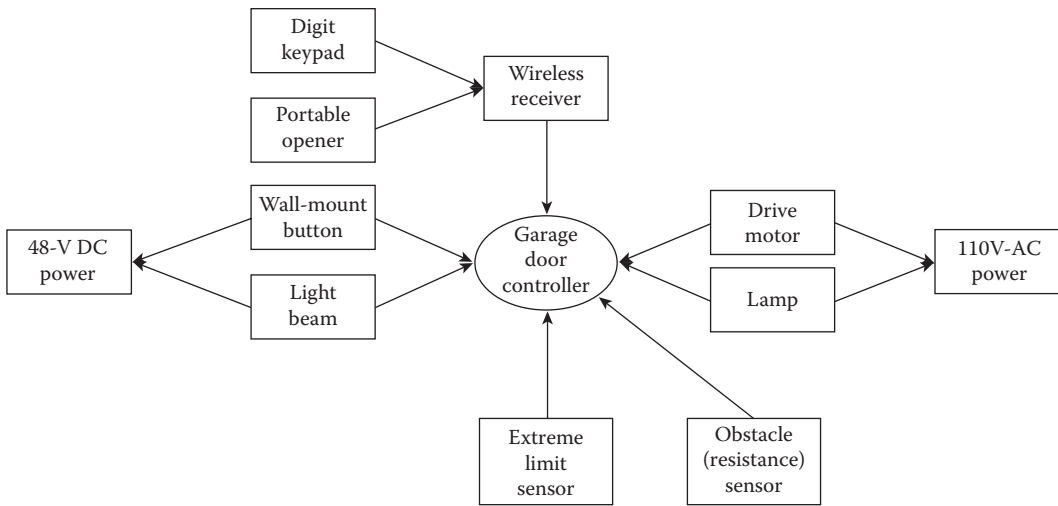 Digit
keypad
Wireless
receiver
Portable
opener
Wall-mount
button
48-V DC
power
Light
beam
Garage
door
controller
Drive
motor
110V-AC
power
Lamp
Extreme
limit
sensor
Obstacle
(resistance)
sensor